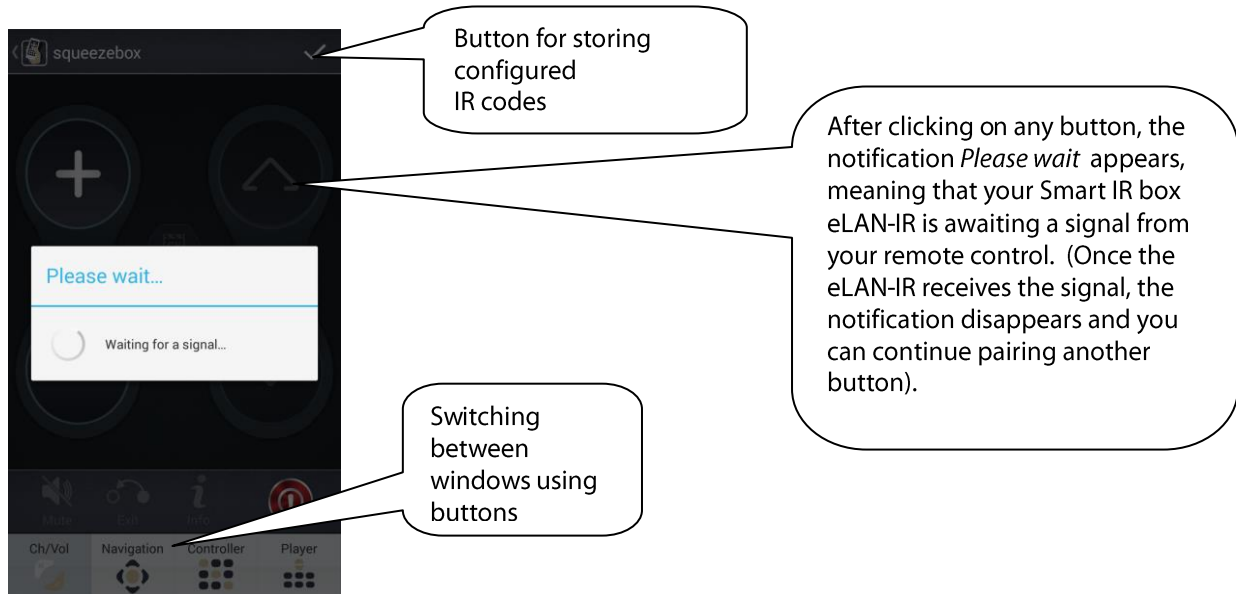 squeezebox
Button for storing
configured
IR codes
After clicking on any button, the
notification Please wait appears,
meaning that your Smart IR box
eLAN-IR is awaiting a signal from
your remote control. (Once the
eLAN-IR receives the signal, the
notification disappears and you
can continue pairing another
button).
Please wait...
Waiting for a signal...
Switching
between
windows using
buttons
Mute
Exit
Info
Ch/Vol
Navigation
Controller
Player